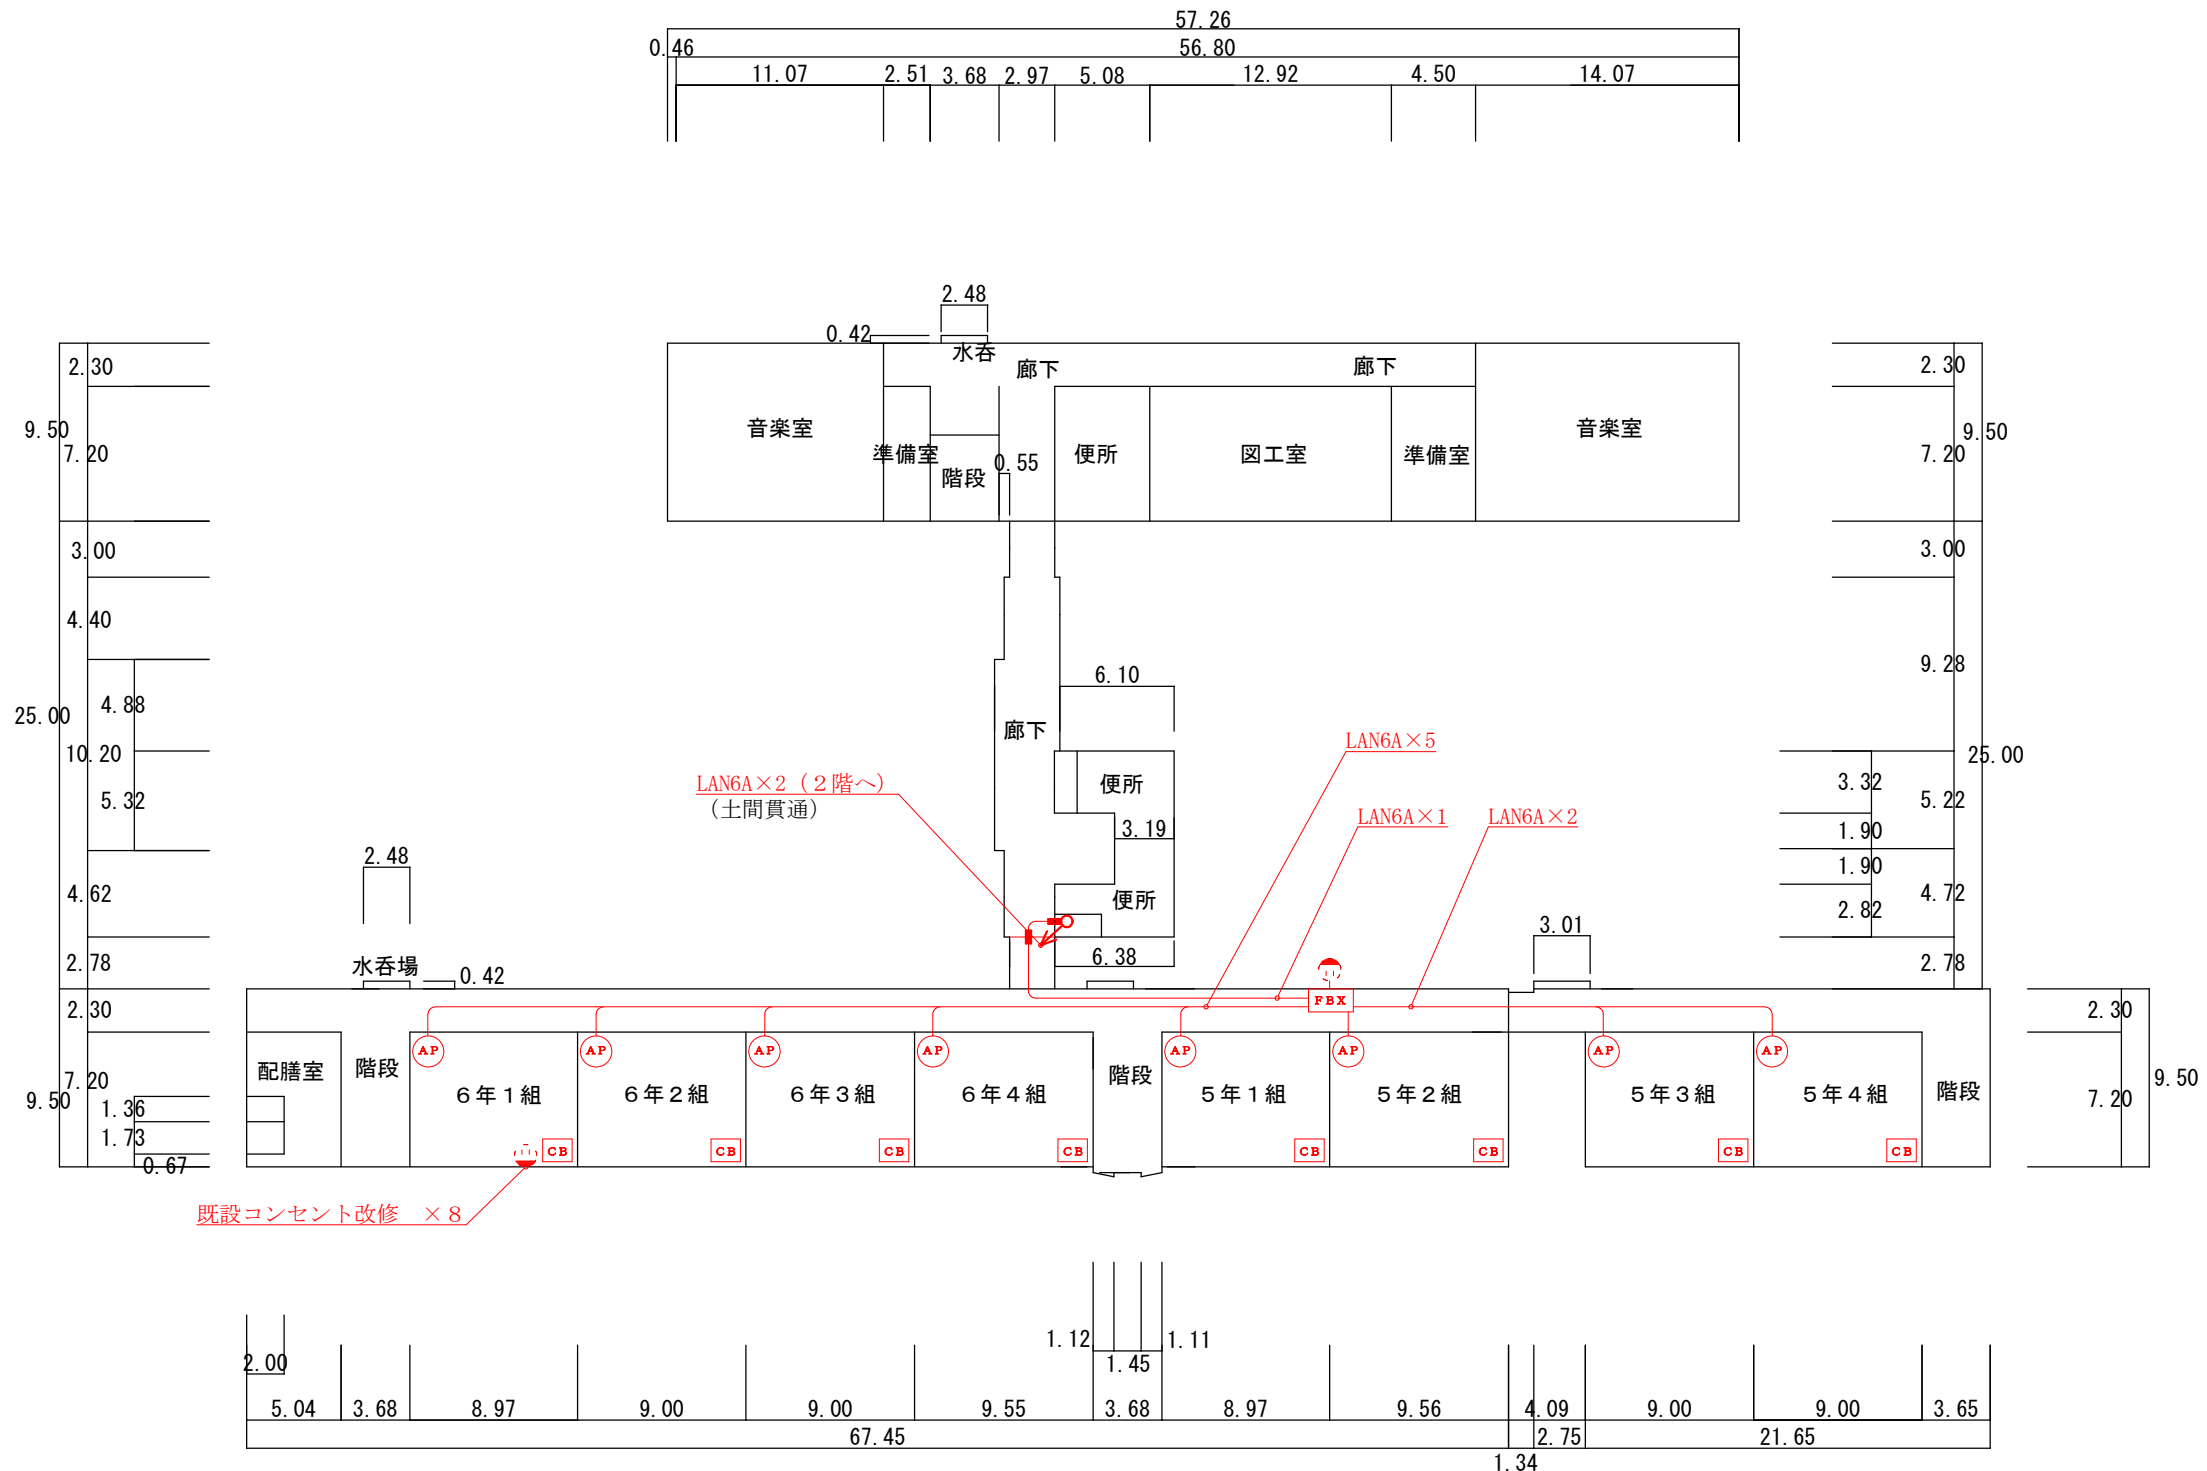 57.26
0.46
56.80
11.07
2.51
3.68
2.97
5.08
12.92
4.50
14.07
2.48
0.42
水呑
廊下
廊下
2.30
2.30
9.50
7.20
音楽室
準備室
階段
0.55
便所
図工室
準備室
音楽室
7.20
9.50
3.00
3.00
4.40
4.88
25.00
10.20
5.32
6.10
廊下
LAN6A×5
9.28
25.00
LAN6A×2（２階へ）
（土間貫通）
便所
3.19
LAN6A×1
LAN6A×2
3.32
5.22
1.90
1.90
4.72
2.82
2.48
4.62
便所
3.01
2.78
水呑場
0.42
6.38
2.78
2.30
FBX
2.30
AP
AP
AP
AP
AP
AP
AP
AP
配膳室
階段
６年１組
６年２組
６年３組
６年４組
階段
５年１組
５年２組
５年３組
５年４組
階段
9.50
7.20
1.36
1.73
0.67
CB
CB
CB
CB
CB
CB
CB
CB
7.20
9.50
既設コンセント改修　×８
1.12
1.11
1.45
2.00
5.04
3.68
8.97
9.00
9.00
9.55
3.68
8.97
9.56
4.09
9.00
9.00
3.65
67.45
2.75
21.65
1.34